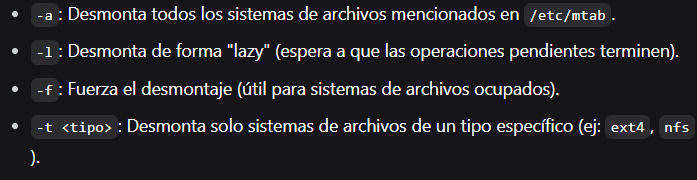 • -a: Desmonta todos los sistemas de archivos mencionados en /etc/mtab.
• -l: Desmonta de forma "lazy" (espera a que las operaciones pendientes terminen).
• -f: Fuerza el desmontaje (útil para sistemas de archivos ocupados).
• -t <tipo>: Desmonta solo sistemas de archivos de un tipo específico (ej: ext4, nfs
).